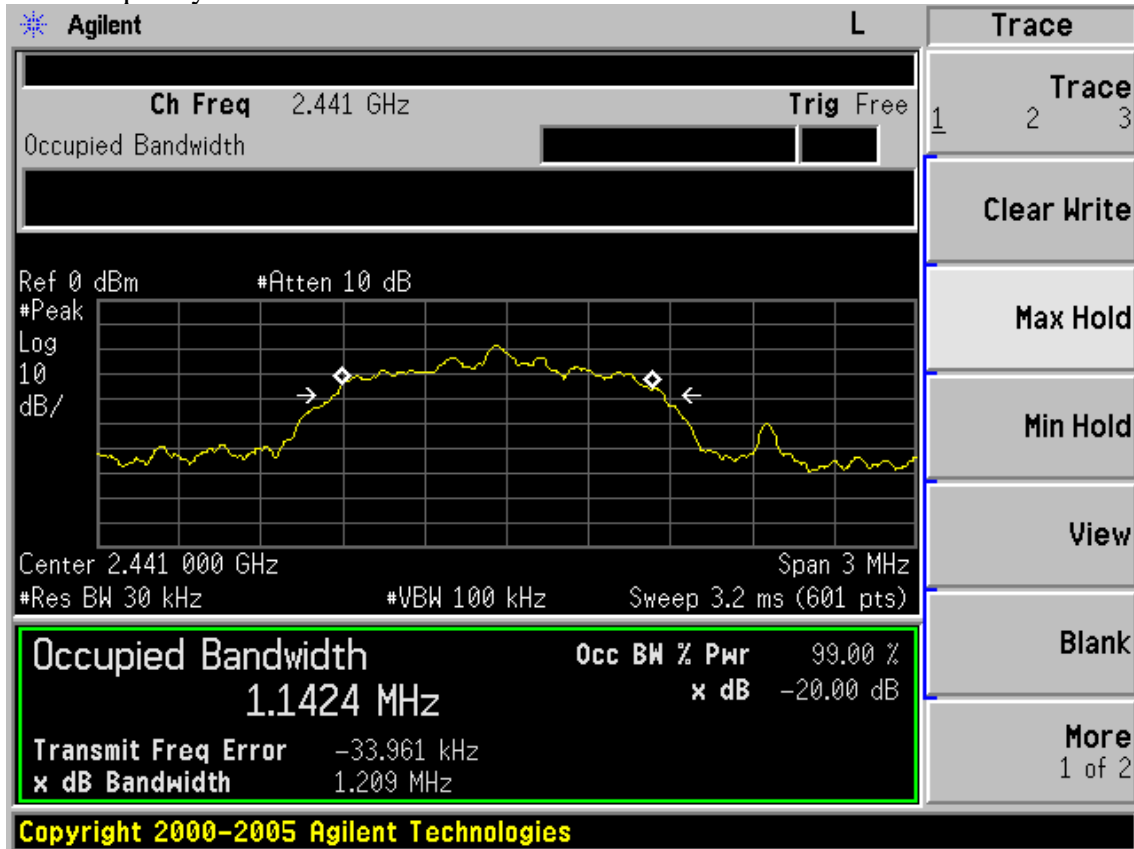 Agilent L Trace
Ch Freq 2.441 GHz Trig Free
Occupied Bandwidth
Trace
1 2 3
Clear Write
Max Hold
Min Hold
View
Blank
More
1 of 2
Ref 0 dBm #Atten 10 dB
#Peak
Log
10
dB/
Center 2.441 000 GHz Span 3 MHz
#Res BW 30 kHz #VBW 100 kHz Sweep 3.2 ms (601 pts)
Occupied Bandwidth Occ BW % Pwr 99.00 %
1.1424 MHz x dB -20.00 dB
Transmit Freq Error -33.961 kHz
x dB Bandwidth 1.209 MHz
Copyright 2000-2005 Agilent Technologies